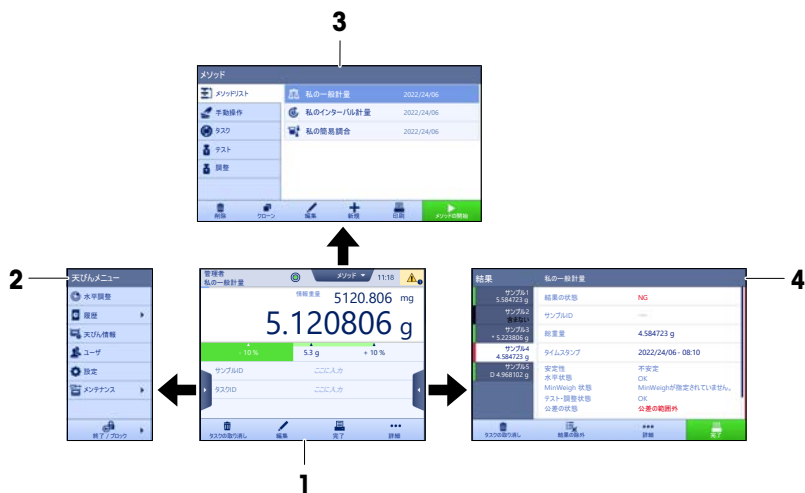 3
メソッド
メソッドリスト
手動操作
タスク
テスト
調整
私の一般計量 2022/24/06
私のインターバル計量 2022/24/06
私の簡易調合 2022/24/06
削除 クローン 編集 新規 印刷 メソッドの開始
2
天びんメニュー
水平調整
履歴
天びん情報
ユーザ
設定
メンテナンス
終了 / ブロック
管理者
私の一般計量
メソッド 11:18
情報重量 5120.806 mg
5.120806 g
- 10 % 5.3 g + 10 %
サンプルID ここに入力
タスクID ここに入力
タスクの取り消し 編集 完了 詳細
1
4
結果 私の一般計量
サンプル1
5.584723 g
サンプル2
含まない
サンプル3
* 5.223806 g
サンプル4
4.584723 g
サンプル5
D 4.968102 g
結果の状態 NG
サンプルID ---
総重量 4.584723 g
タイムスタンプ 2022/24/06 - 08:10
安定性 不安定
水平状態 OK
MinWeigh 状態 MinWeighが指定されていません。
テスト・調整状態 OK
公差の状態 公差の範囲外
タスクの取り消し 結果の除外 詳細 完了